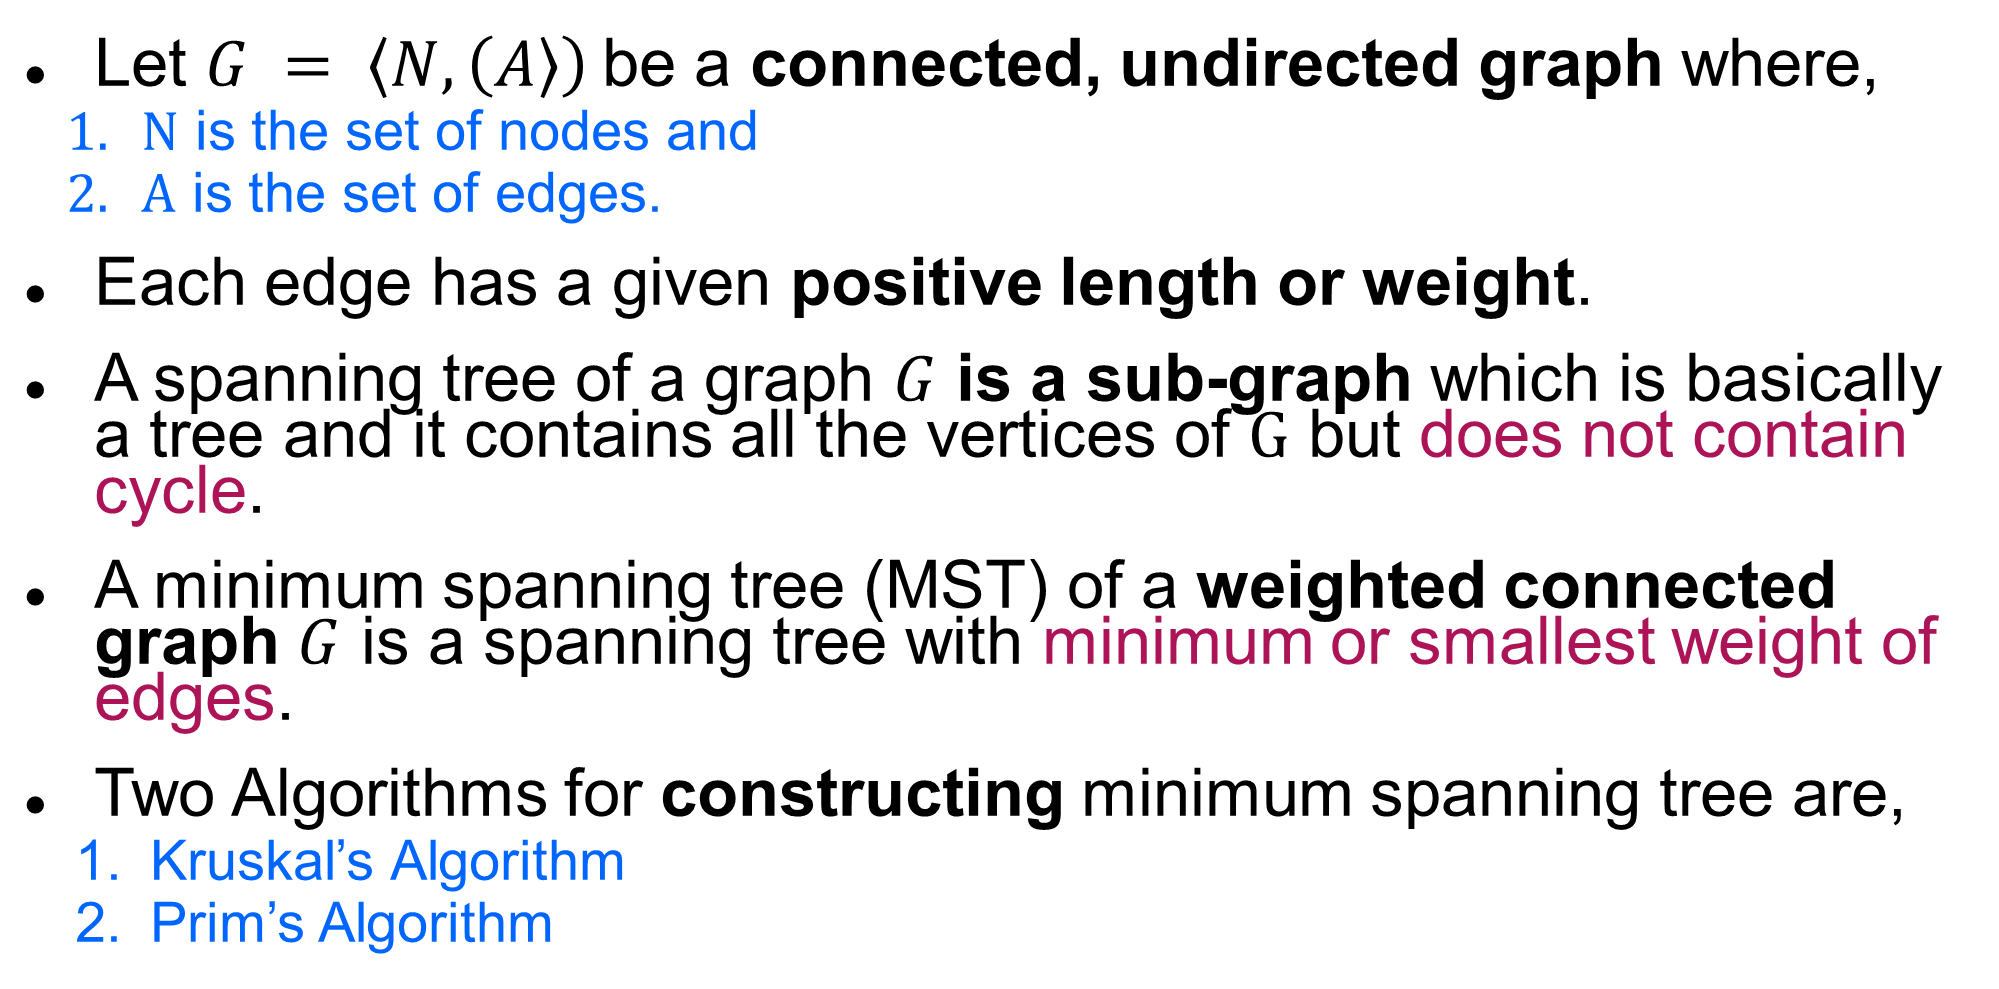 • Let G = ⟨N, (A⟩) be a connected, undirected graph where,
1. N is the set of nodes and
2. A is the set of edges.
• Each edge has a given positive length or weight.
• A spanning tree of a graph G is a sub-graph which is basically
a tree and it contains all the vertices of G but does not contain
cycle.
• A minimum spanning tree (MST) of a weighted connected
graph G is a spanning tree with minimum or smallest weight of
edges.
• Two Algorithms for constructing minimum spanning tree are,
1. Kruskal’s Algorithm
2. Prim’s Algorithm